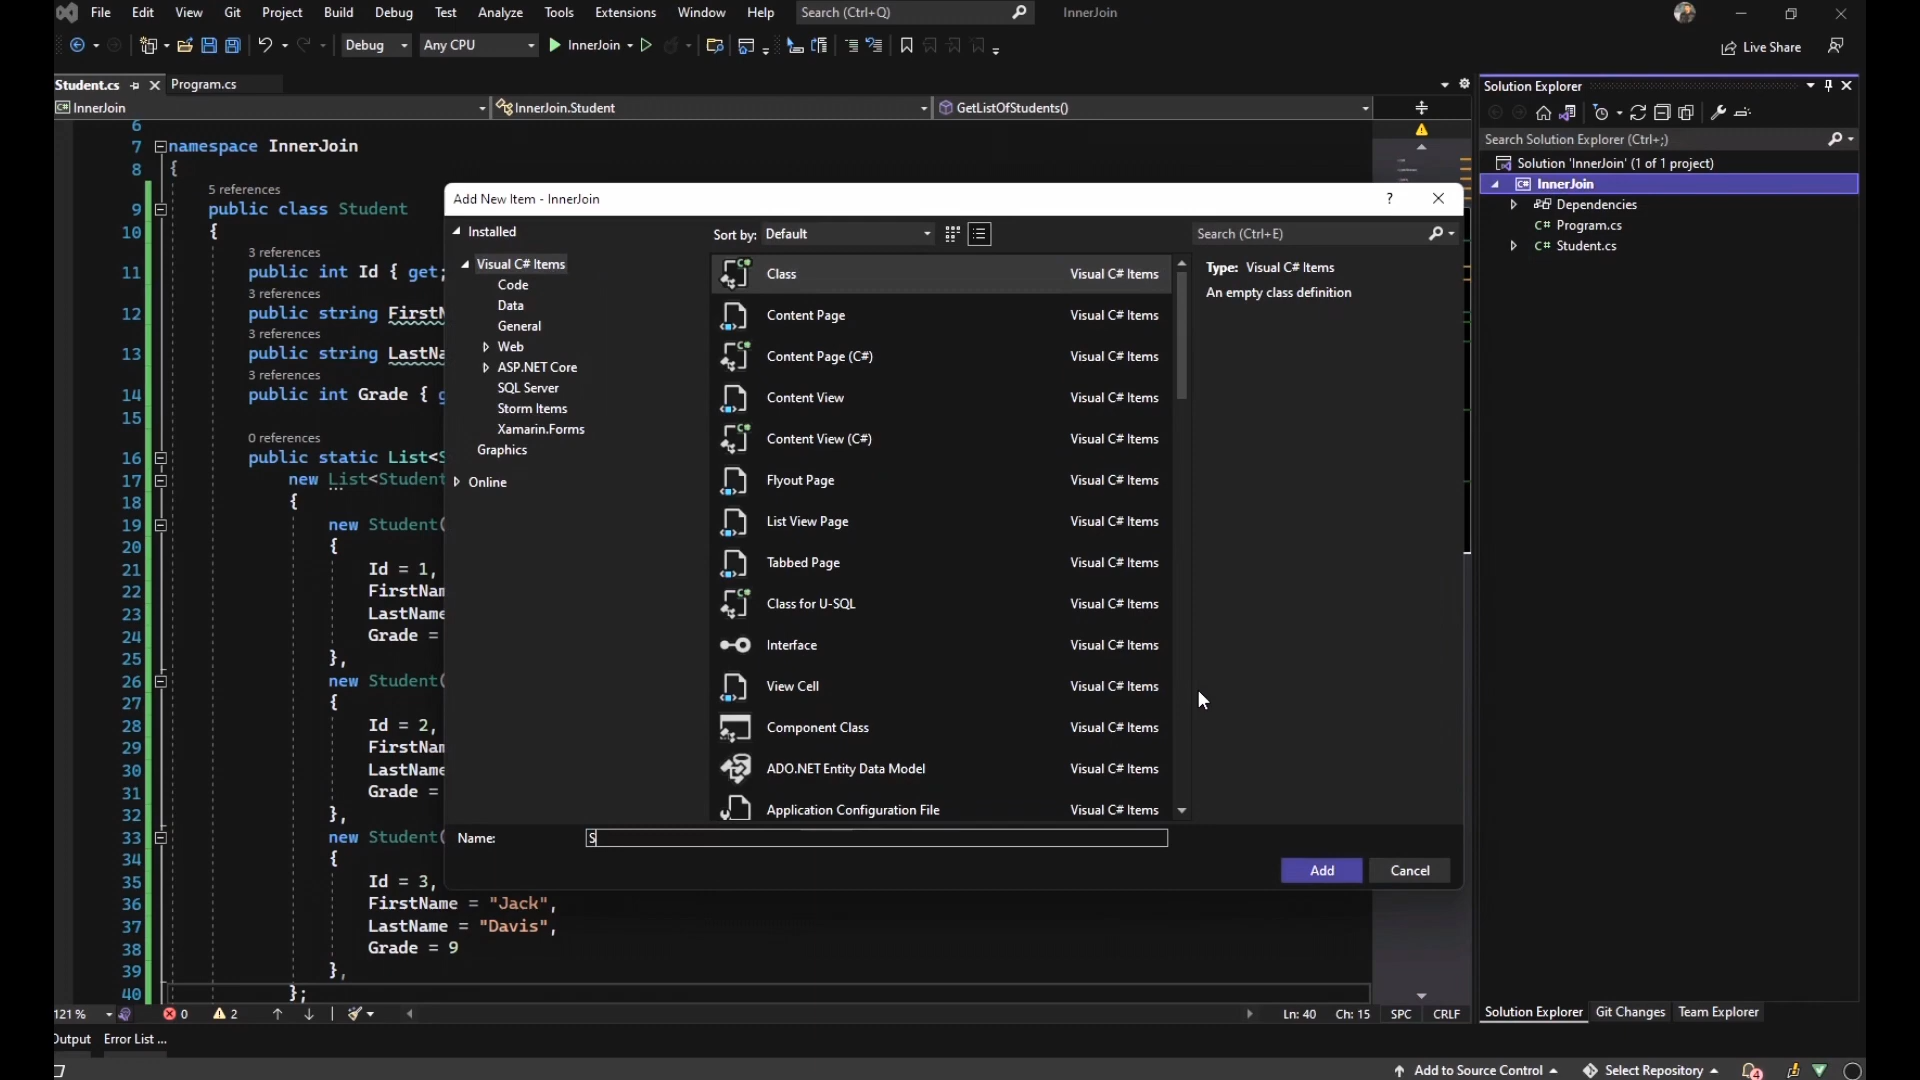 File Edit View Git Project Build Debug Test Analyze Tools Extensions Window Help Search (Ctrl+Q) InnerJoin
Debug Any CPU InnerJoin Live Share
Student.cs Program.cs
InnerJoin InnerJoin.Student GetListOfStudents()
6
7 namespace InnerJoin
8 {
5 references
9 public class Student
10 {
3 references
11 public int Id { get;
3 references
12 public string FirstN
3 references
13 public string LastNa
3 references
14 public int Grade { g
15
0 references
16 public static List<S
17 new List<Student
18 {
19 new Student(
20 {
21 Id = 1,
22 FirstNam
23 LastName
24 Grade =
25 },
26 new Student(
27 {
28 Id = 2,
29 FirstNam
30 LastName
31 Grade =
32 },
33 new Student(
34 {
35 Id = 3,
36 FirstName = "Jack",
37 LastName = "Davis",
38 Grade = 9
39 },
40 };
121 % 0 2 Ln: 40 Ch: 15 SPC CRLF
Output Error List ...
Add New Item - InnerJoin ?
Installed
Visual C# Items
Code
Data
General
Web
ASP.NET Core
SQL Server
Storm Items
Xamarin.Forms
Graphics
Online
Sort by: Default
Class Visual C# Items
Content Page Visual C# Items
Content Page (C#) Visual C# Items
Content View Visual C# Items
Content View (C#) Visual C# Items
Flyout Page Visual C# Items
List View Page Visual C# Items
Tabbed Page Visual C# Items
Class for U-SQL Visual C# Items
Interface Visual C# Items
View Cell Visual C# Items
Component Class Visual C# Items
ADO.NET Entity Data Model Visual C# Items
Application Configuration File Visual C# Items
Search (Ctrl+E)
Type: Visual C# Items
An empty class definition
Name: S
Add Cancel
Solution Explorer
Search Solution Explorer (Ctrl+;)
Solution 'InnerJoin' (1 of 1 project)
C# InnerJoin
Dependencies
C# Program.cs
C# Student.cs
Solution Explorer Git Changes Team Explorer
Add to Source Control Select Repository 4